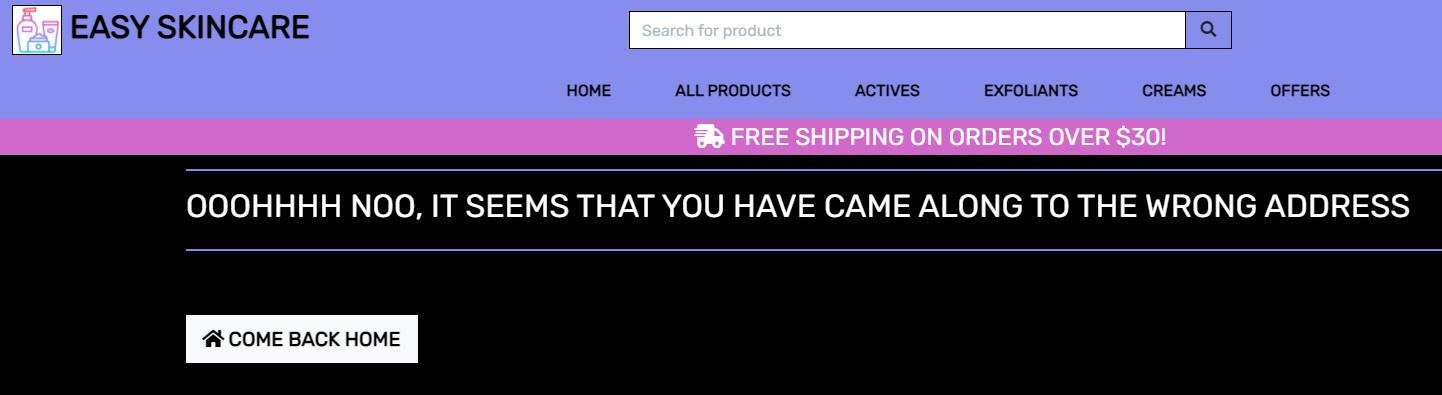 EASY SKINCARE
Search for product
HOME ALL PRODUCTS ACTIVES EXFOLIANTS CREAMS OFFERS
FREE SHIPPING ON ORDERS OVER $30!
OOOHHHH NOO, IT SEEMS THAT YOU HAVE CAME ALONG TO THE WRONG ADDRESS
COME BACK HOME